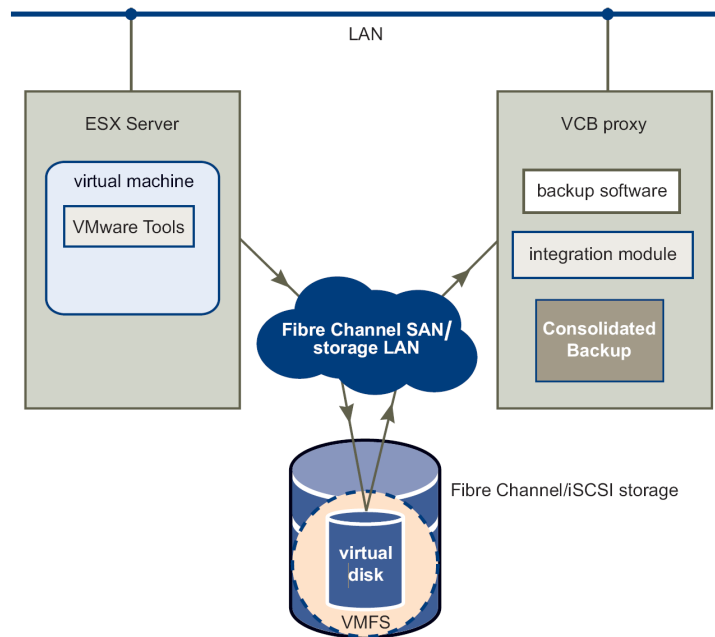 LAN
ESX Server
virtual machine
VMware Tools
VCB proxy
backup software
integration module
Consolidated
Backup
Fibre Channel SAN/
storage LAN
Fibre Channel/iSCSI storage
virtual
disk
VMFS